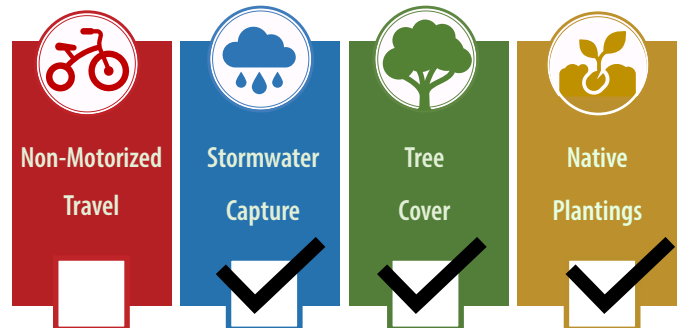 Non-Motorized
Travel
Stormwater
Capture
Tree
Cover
Native
Plantings